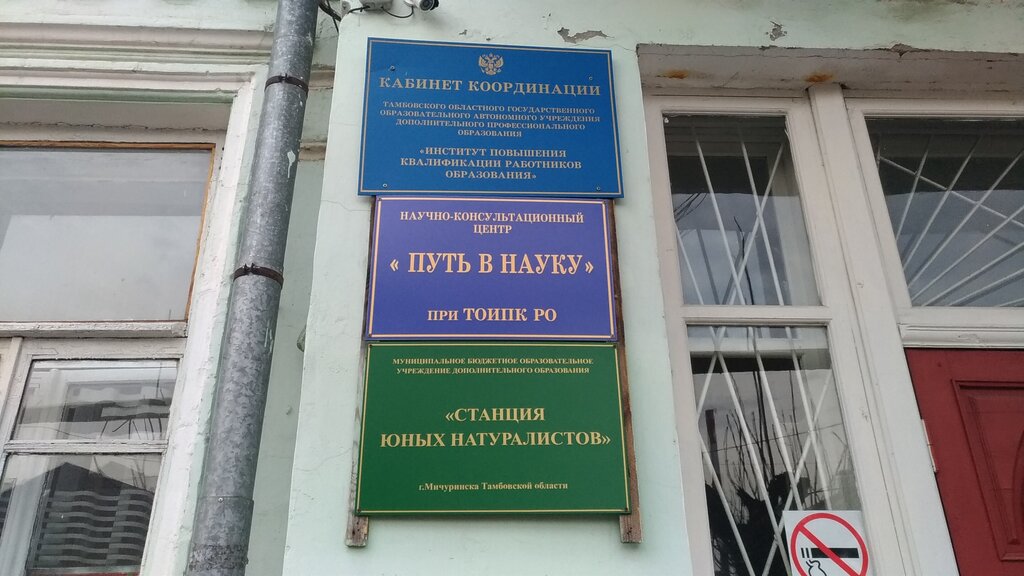 КАБИНЕТ КООРДИНАЦИИ
ТАМБОВСКОГО ОБЛАСТНОГО ГОСУДАРСТВЕННОГО
ОБРАЗОВАТЕЛЬНОГО АВТОНОМНОГО УЧРЕЖДЕНИЯ
ДОПОЛНИТЕЛЬНОГО ПРОФЕССИОНАЛЬНОГО
ОБРАЗОВАНИЯ
«ИНСТИТУТ ПОВЫШЕНИЯ
КВАЛИФИКАЦИИ РАБОТНИКОВ
ОБРАЗОВАНИЯ»
НАУЧНО-КОНСУЛЬТАЦИОННЫЙ
ЦЕНТР
« ПУТЬ В НАУКУ»
ПРИ ТОИПК РО
МУНИЦИПАЛЬНОЕ БЮДЖЕТНОЕ ОБРАЗОВАТЕЛЬНОЕ
УЧРЕЖДЕНИЕ ДОПОЛНИТЕЛЬНОГО ОБРАЗОВАНИЯ
«СТАНЦИЯ
ЮНЫХ НАТУРАЛИСТОВ»
г.Мичуринска Тамбовской области